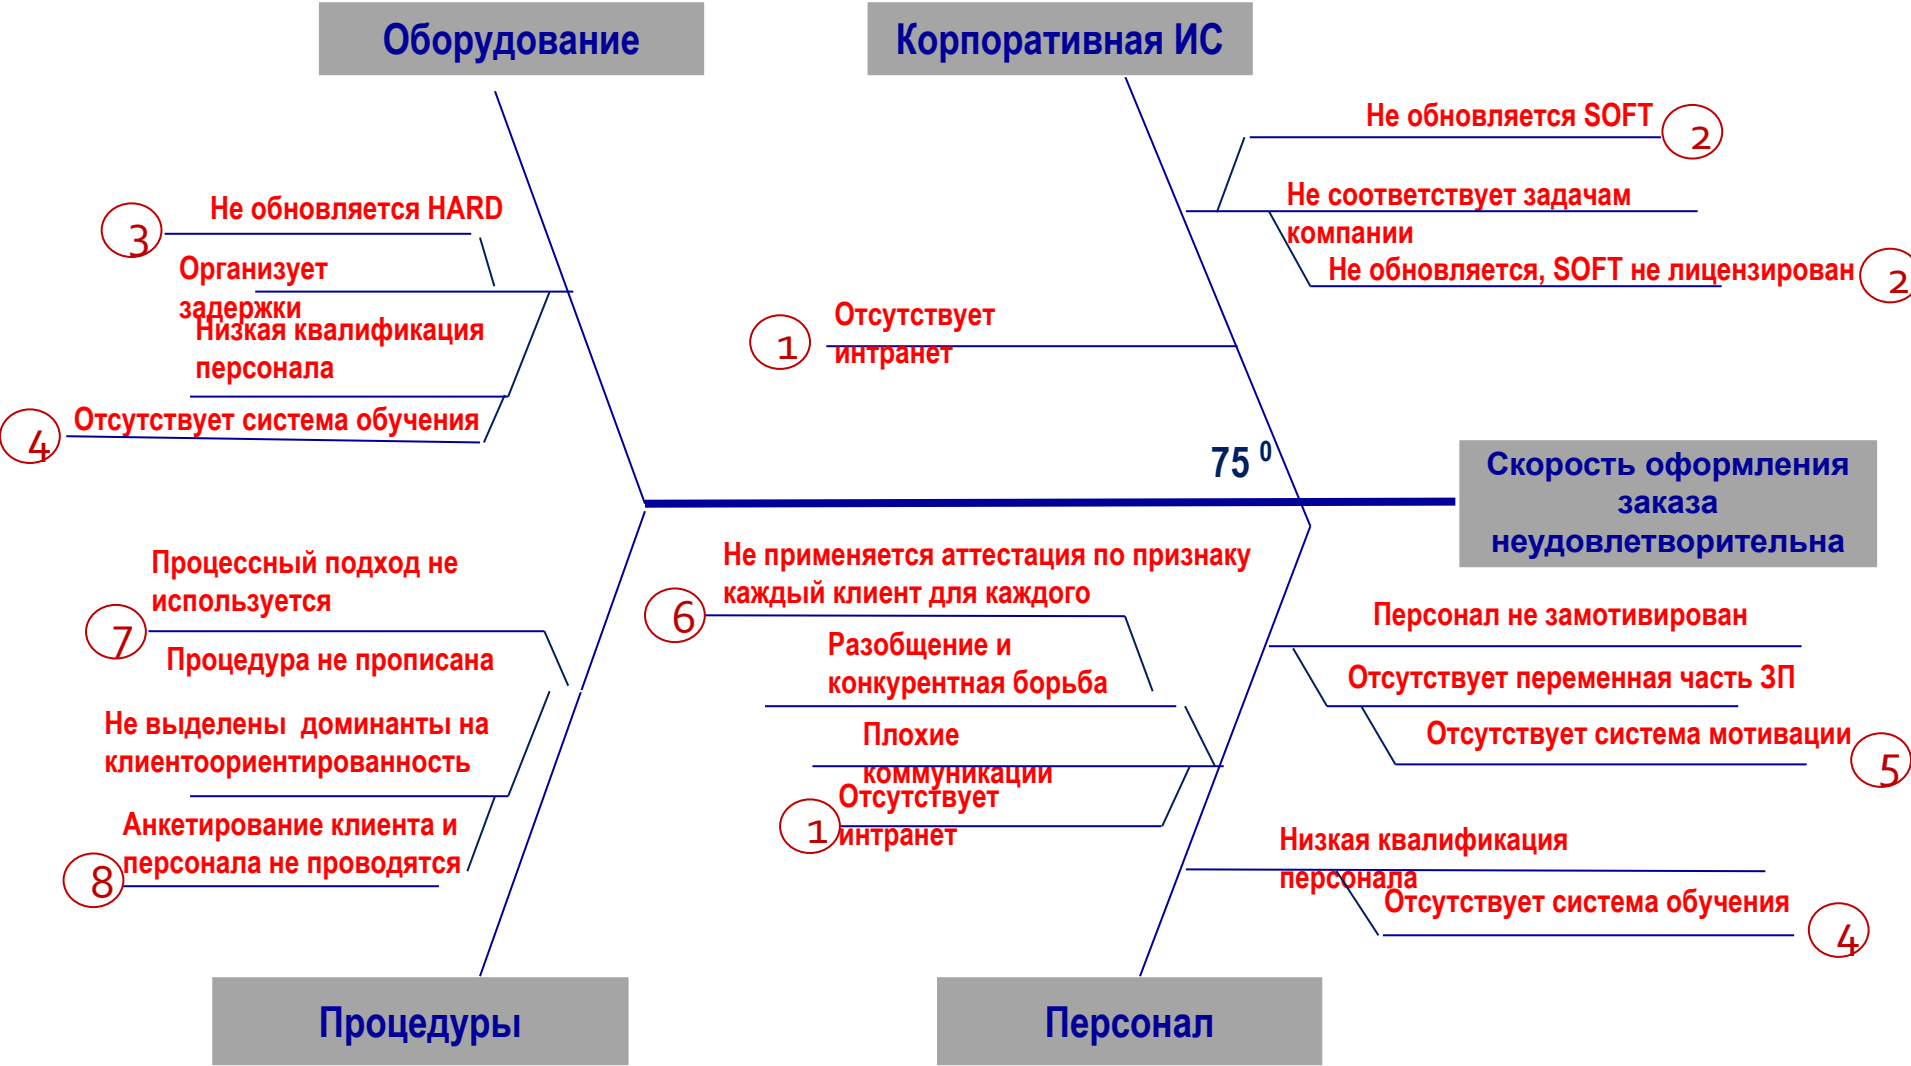 Оборудование
Корпоративная ИС
Не обновляется SOFT
2
Не соответствует задачам
компании
Не обновляется, SOFT не лицензирован
2
Не обновляется HARD
3
Организует
задержки
Низкая квалификация
персонала
Отсутствует система обучения
4
Отсутствует
интранет
1
75 0
Скорость оформления
заказа
неудовлетворительна
Процессный подход не
используется
7
Процедура не прописана
Не выделены доминанты на
клиентоориентированность
Анкетирование клиента и
персонала не проводятся
8
Не применяется аттестация по признаку
каждый клиент для каждого
6
Разобщение и
конкурентная борьба
Плохие
коммуникации
Отсутствует
интранет
1
Персонал не замотивирован
Отсутствует переменная часть ЗП
Отсутствует система мотивации
5
Низкая квалификация
персонала
Отсутствует система обучения
4
Процедуры
Персонал